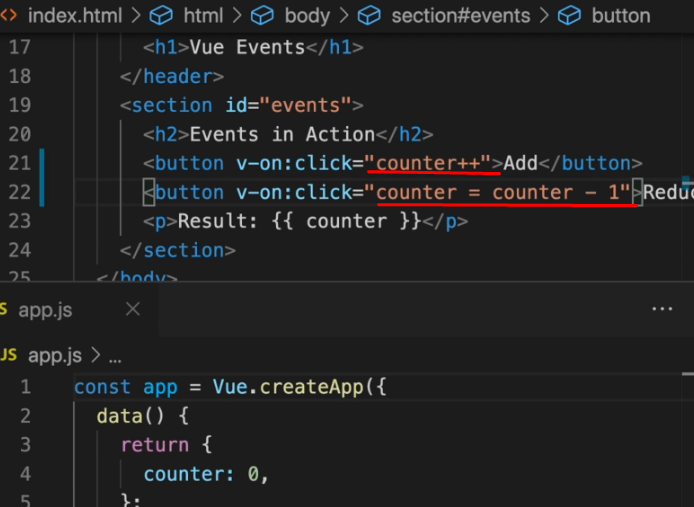 index.html > html > body > section#events > button
17 <h1>Vue Events</h1>
18 </header>
19 <section id="events">
20 <h2>Events in Action</h2>
21 <button v-on:click="counter++">Add</button>
22 <button v-on:click="counter = counter - 1">Reduc
23 <p>Result: {{ counter }}</p>
24 </section>
25 </body>
S app.js × ...
JS app.js > ...
1 const app = Vue.createApp({
2 data() {
3 return {
4 counter: 0,
5 };